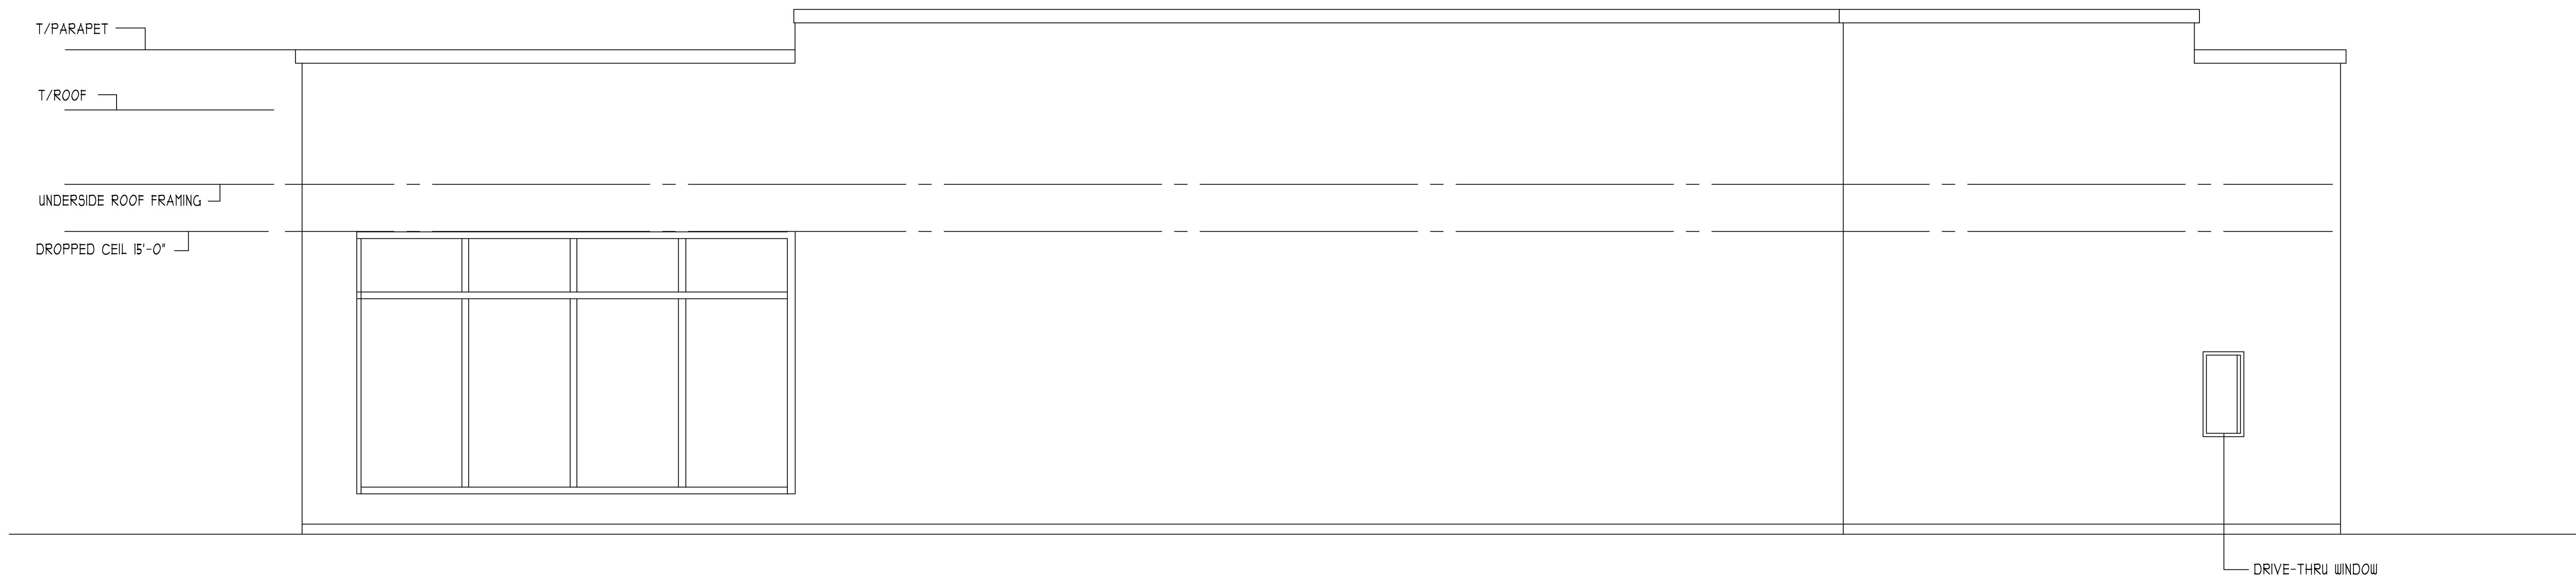 T/PARAPET
T/ROOF
UNDERSIDE ROOF FRAMING
DROPPED CEIL 15'-0"
DRIVE-THRU WINDOW